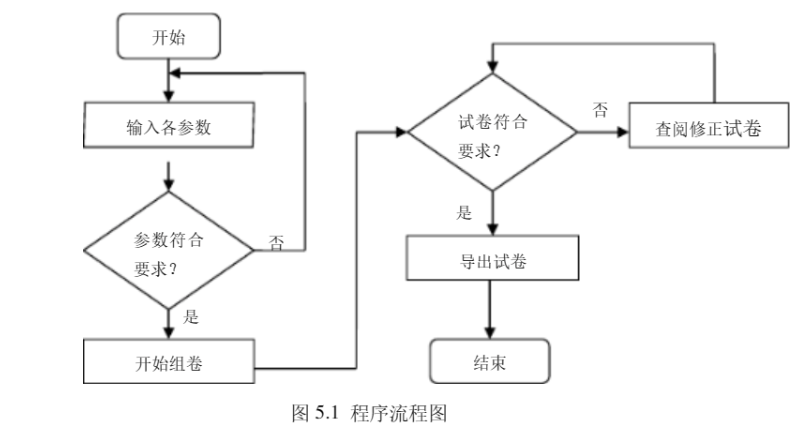 开始
输入各参数
参数符合
要求？
否
是
开始组卷
试卷符合
要求？
否
查阅修正试卷
是
导出试卷
结束
图 5.1 程序流程图